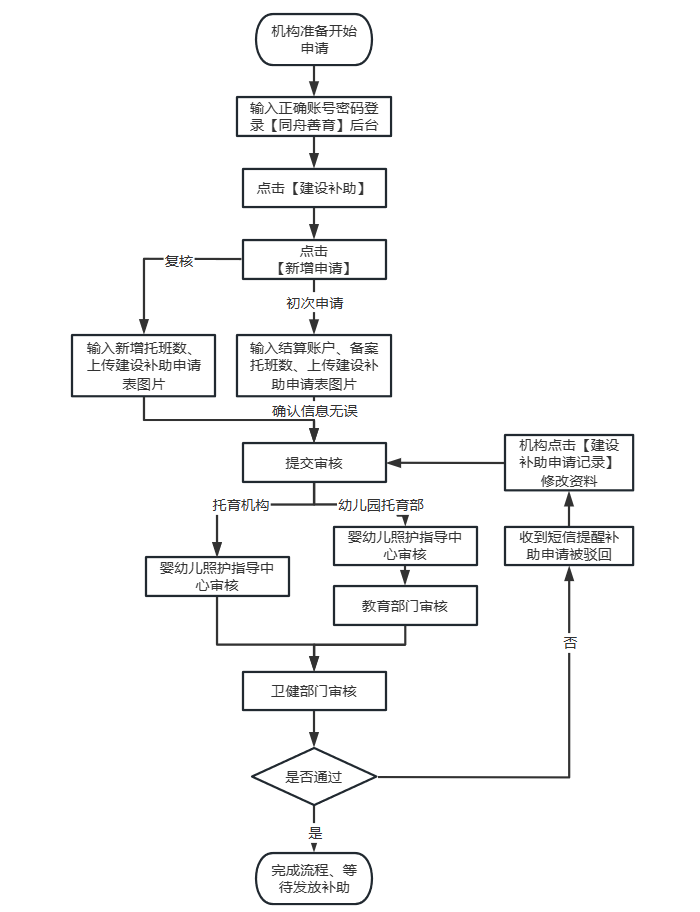 机构准备开始
申请
输入正确账号密码登
录【同舟善育】后台
点击【建设补助】
点击
【新增申请】
复核
初次申请
输入新增托班数、
上传建设补助申请
表图片
输入结算账户、备案
托班数、上传建设补
助申请表图片
确认信息无误
提交审核
机构点击【建设
补助申请记录】
修改资料
托育机构
幼儿园托育部
婴幼儿照护指导中
心审核
婴幼儿照护指导中
心审核
收到短信提醒补
助申请被驳回
教育部门审核
否
卫健部门审核
是否通过
是
完成流程、等
待发放补助